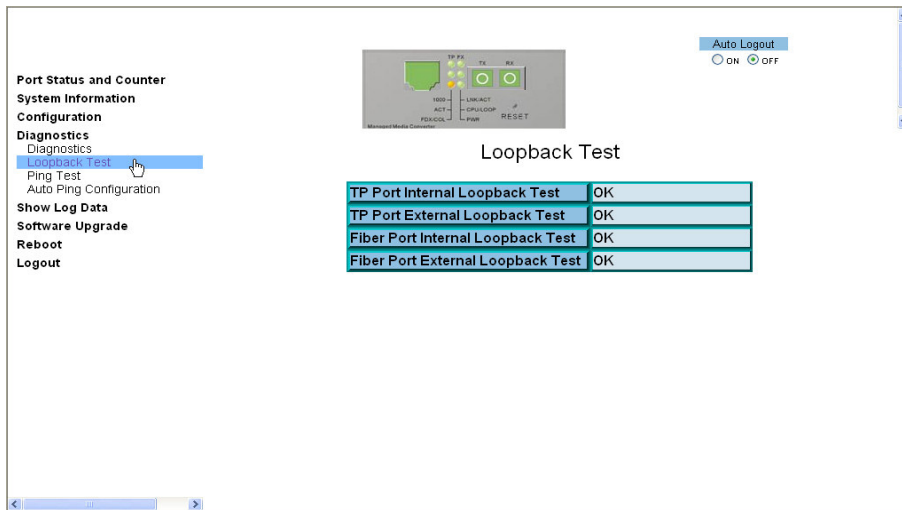 Auto Logout
ON OFF
TP FX
TX RX
1000 LNK/ACT
ACT CPU/LOOP
FDX/COL PWR
RESET
Managed Media Converter
Port Status and Counter
System Information
Configuration
Diagnostics
Diagnostics
Loopback Test
Ping Test
Auto Ping Configuration
Show Log Data
Software Upgrade
Reboot
Logout
Loopback Test
TP Port Internal Loopback Test OK
TP Port External Loopback Test OK
Fiber Port Internal Loopback Test OK
Fiber Port External Loopback Test OK